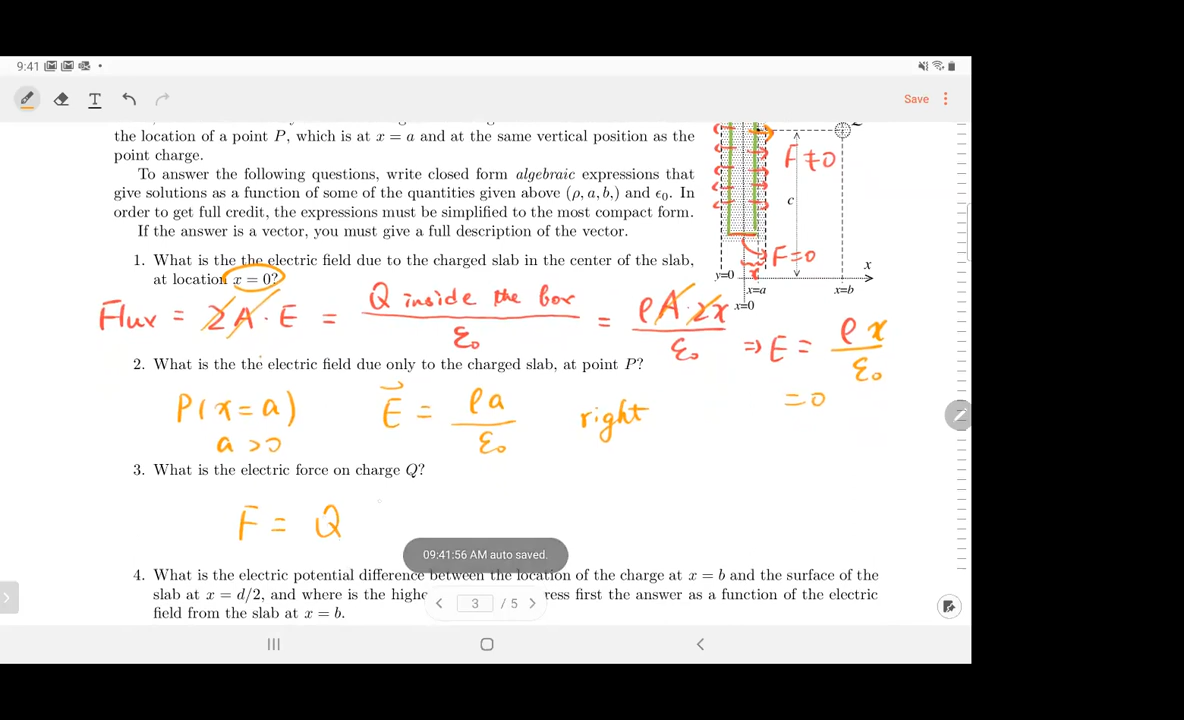 9:41
T
Save
the location of a point P, which is at x = a and at the same vertical position as the
point charge.
To answer the following questions, write closed form algebraic expressions that
give solutions as a function of some of the quantities given above (ρ, a, b,) and ϵ₀. In
order to get full credit, the expressions must be simplified to the most compact form.
If the answer is a vector, you must give a full description of the vector.
F ≠ 0
c
F = 0
x
y=0
x=a
x=b
x=0
1. What is the the electric field due to the charged slab in the center of the slab,
at location x = 0?
Flux = 2A · E = Q inside the box / ε₀ = ρA · 2x / ε₀ ⇒ E = ρx / ε₀
= 0
2. What is the the electric field due only to the charged slab, at point P?
P(x = a) E⃗ = ρa / ε₀ right
a > 0
3. What is the electric force on charge Q?
F = Q
09:41:56 AM auto saved.
4. What is the electric potential difference between the location of the charge at x = b and the surface of the
slab at x = d/2, and where is the highe
ress first the answer as a function of the electric
field from the slab at x = b.
3 / 5